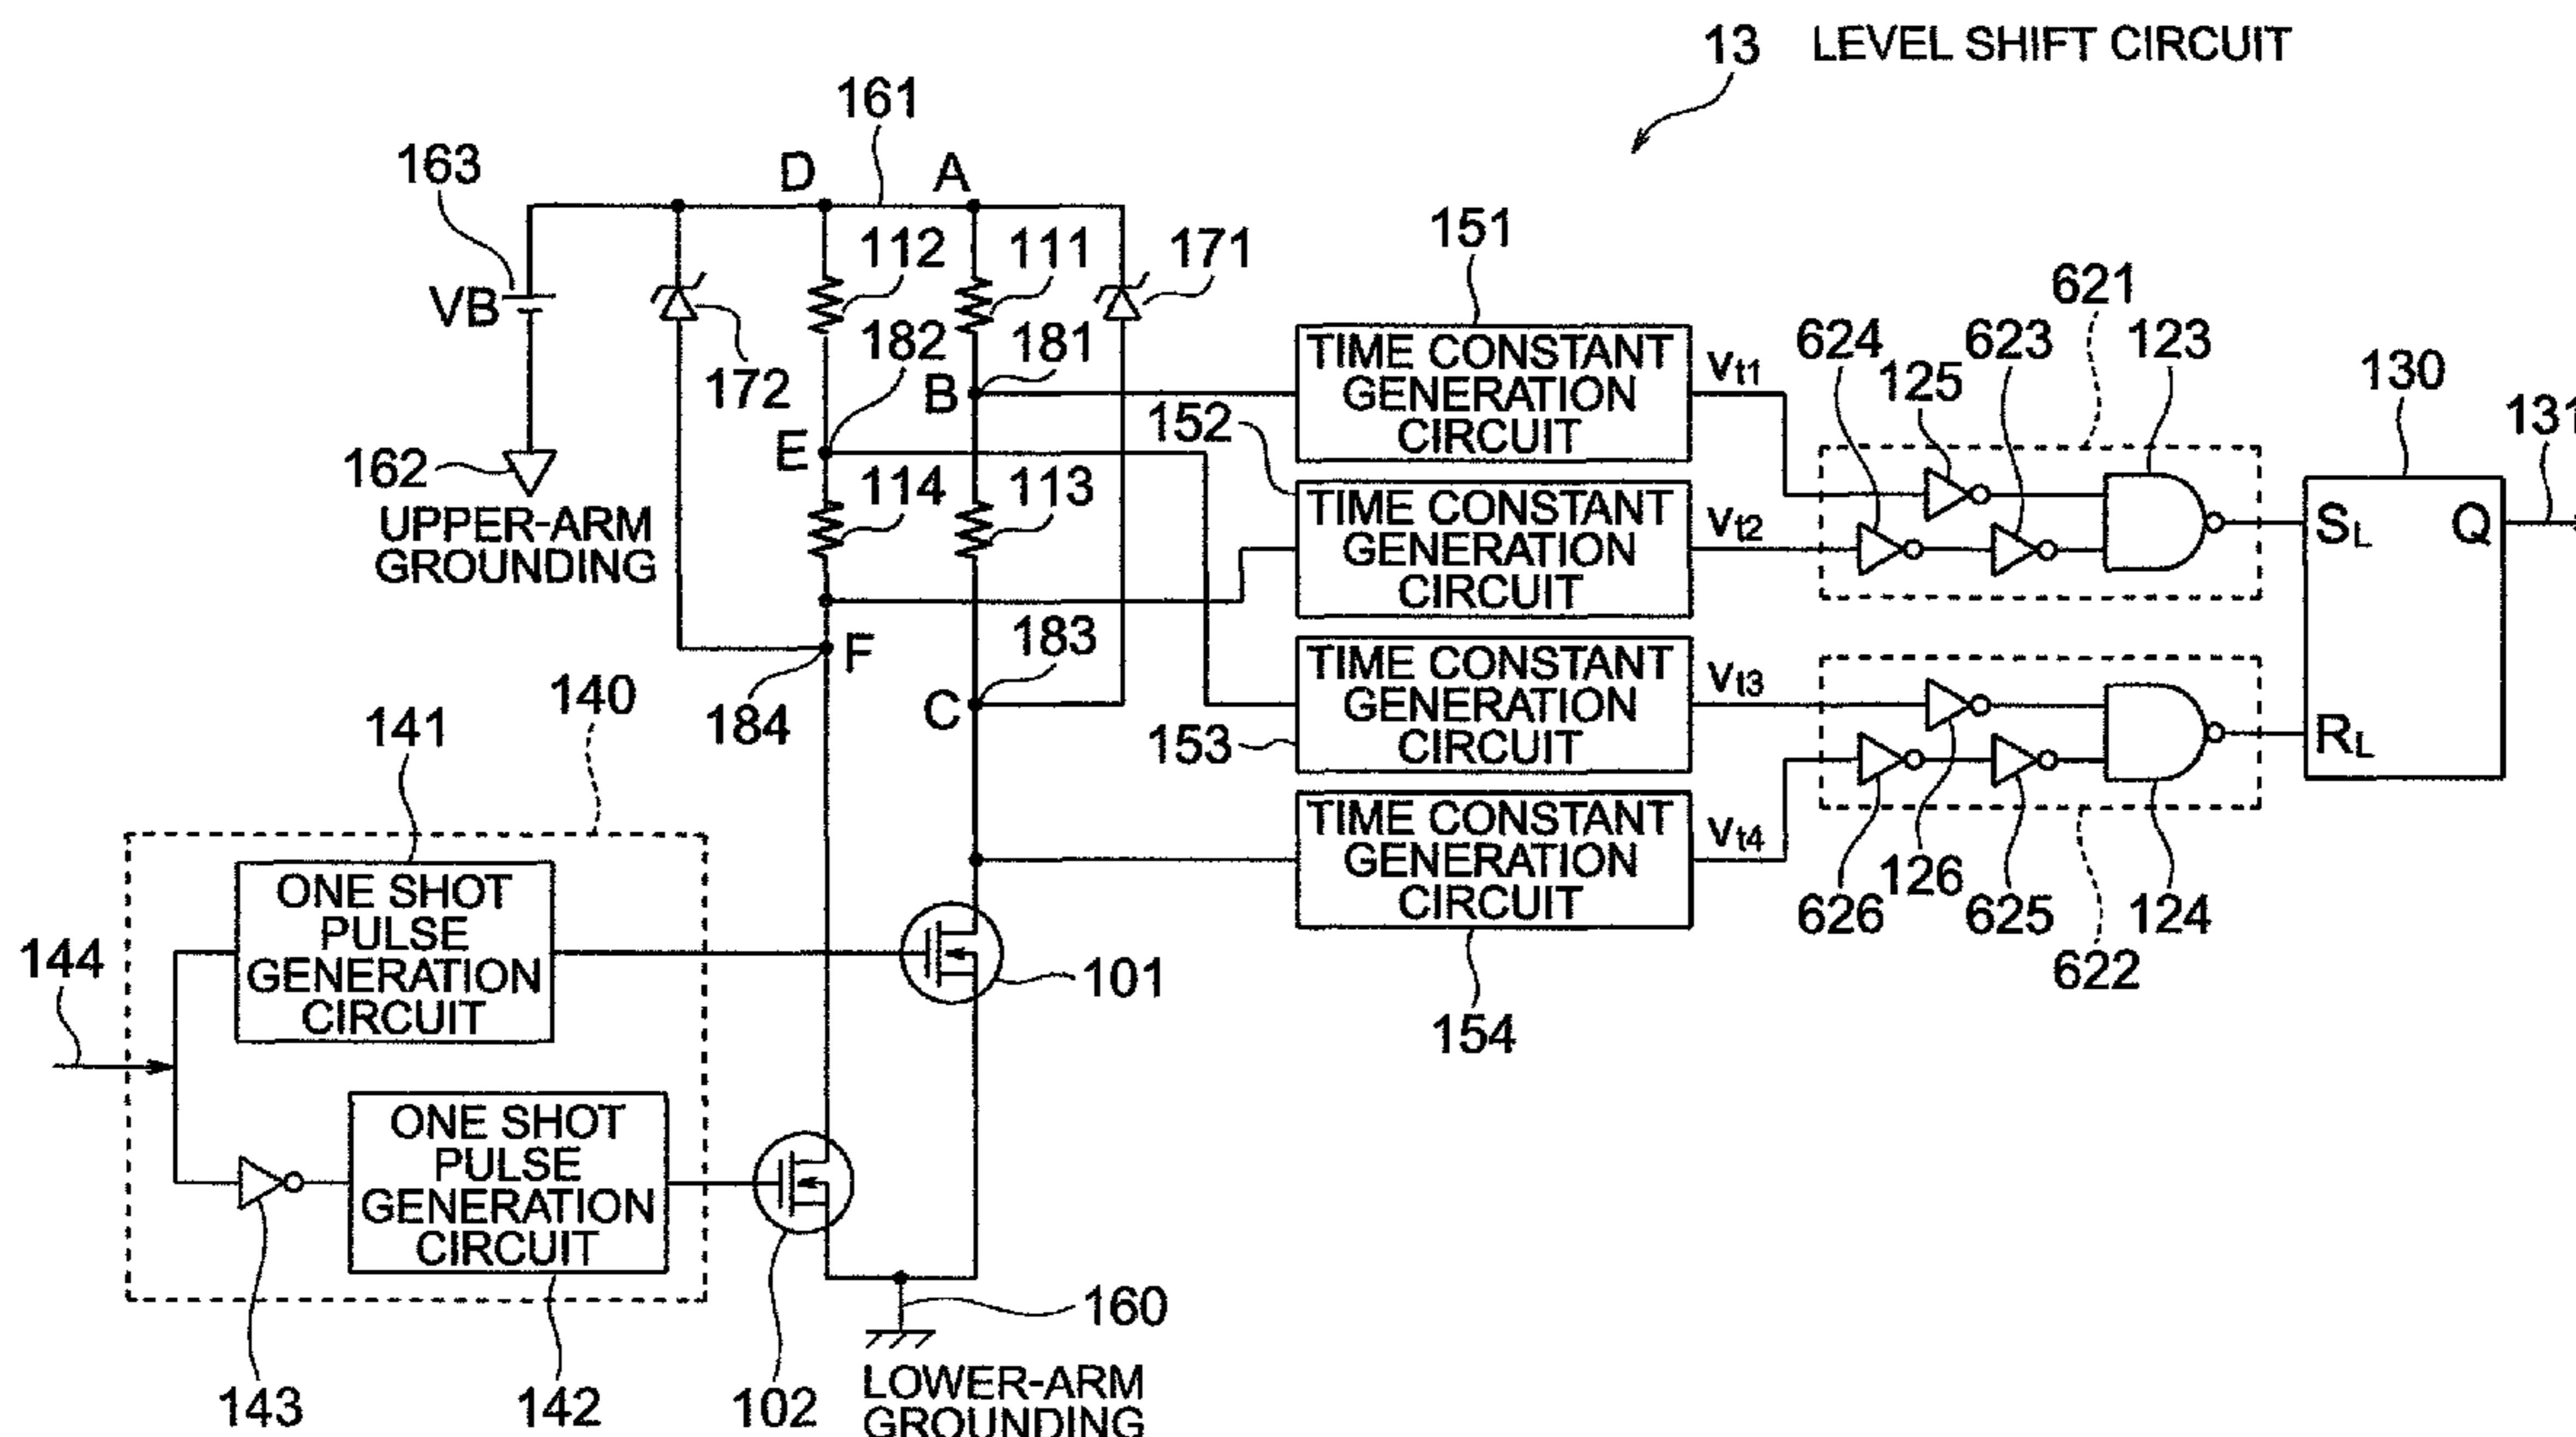 13 LEVEL SHIFT CIRCUIT
161
163
D A
112 111 171
151
VB
182 181
172
TIME CONSTANT
GENERATION
CIRCUIT
Vt1
624 125 623 621 123
130
131
B
E
152
162
UPPER-ARM
GROUNDING
114 113
TIME CONSTANT
GENERATION
CIRCUIT
Vt2
SL Q
F
184
183
C
153
TIME CONSTANT
GENERATION
CIRCUIT
Vt3
RL
140
141
ONE SHOT
PULSE
GENERATION
CIRCUIT
TIME CONSTANT
GENERATION
CIRCUIT
Vt4
626 126 625 124
622
144
101
154
ONE SHOT
PULSE
GENERATION
CIRCUIT
143 142 102
160
LOWER-ARM
GROUNDING